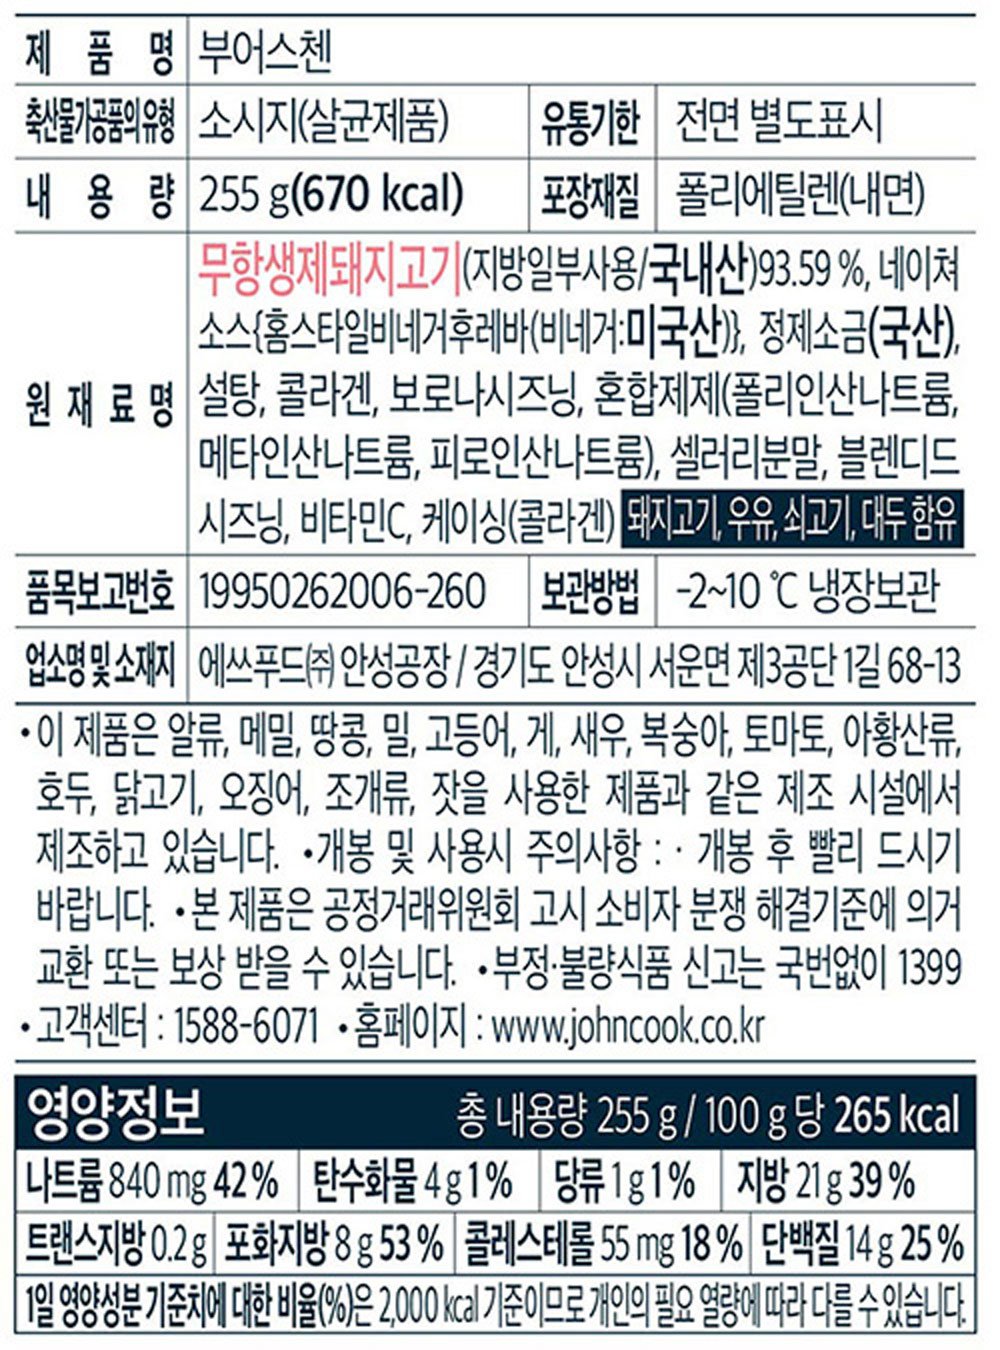 제품명 부어스첸
축산물가공품의유형 소시지(살균제품) 유통기한 전면 별도표시
내용량 255 g(670 kcal) 포장재질 폴리에틸렌(내면)
원재료명 무항생제돼지고기(지방일부사용/국내산)93.59 %, 네이쳐
소스{홈스타일비네거후레바(비네거:미국산)}, 정제소금(국산),
설탕, 콜라겐, 보로나시즈닝, 혼합제제(폴리인산나트륨,
메타인산나트륨, 피로인산나트륨), 셀러리분말, 블렌디드
시즈닝, 비타민C, 케이싱(콜라겐) 돼지고기, 우유, 쇠고기, 대두 함유
품목보고번호 19950262006-260 보관방법 -2~10 ℃ 냉장보관
업소명 및 소재지 에쓰푸드㈜ 안성공장 / 경기도 안성시 서운면 제3공단 1길 68-13
• 이 제품은 알류, 메밀, 땅콩, 밀, 고등어, 게, 새우, 복숭아, 토마토, 아황산류,
호두, 닭고기, 오징어, 조개류, 잣을 사용한 제품과 같은 제조 시설에서
제조하고 있습니다. •개봉 및 사용시 주의사항 : · 개봉 후 빨리 드시기
바랍니다. •본 제품은 공정거래위원회 고시 소비자 분쟁 해결기준에 의거
교환 또는 보상 받을 수 있습니다. •부정·불량식품 신고는 국번없이 1399
• 고객센터 : 1588-6071 • 홈페이지 : www.johncook.co.kr
영양정보 총 내용량 255 g / 100 g 당 265 kcal
나트륨 840 mg 42 % 탄수화물 4 g 1 % 당류 1 g 1 % 지방 21 g 39 %
트랜스지방 0.2 g 포화지방 8 g 53 % 콜레스테롤 55 mg 18 % 단백질 14 g 25 %
1일 영양성분 기준치에 대한 비율(%)은 2,000 kcal 기준이므로 개인의 필요 열량에 따라 다를 수 있습니다.